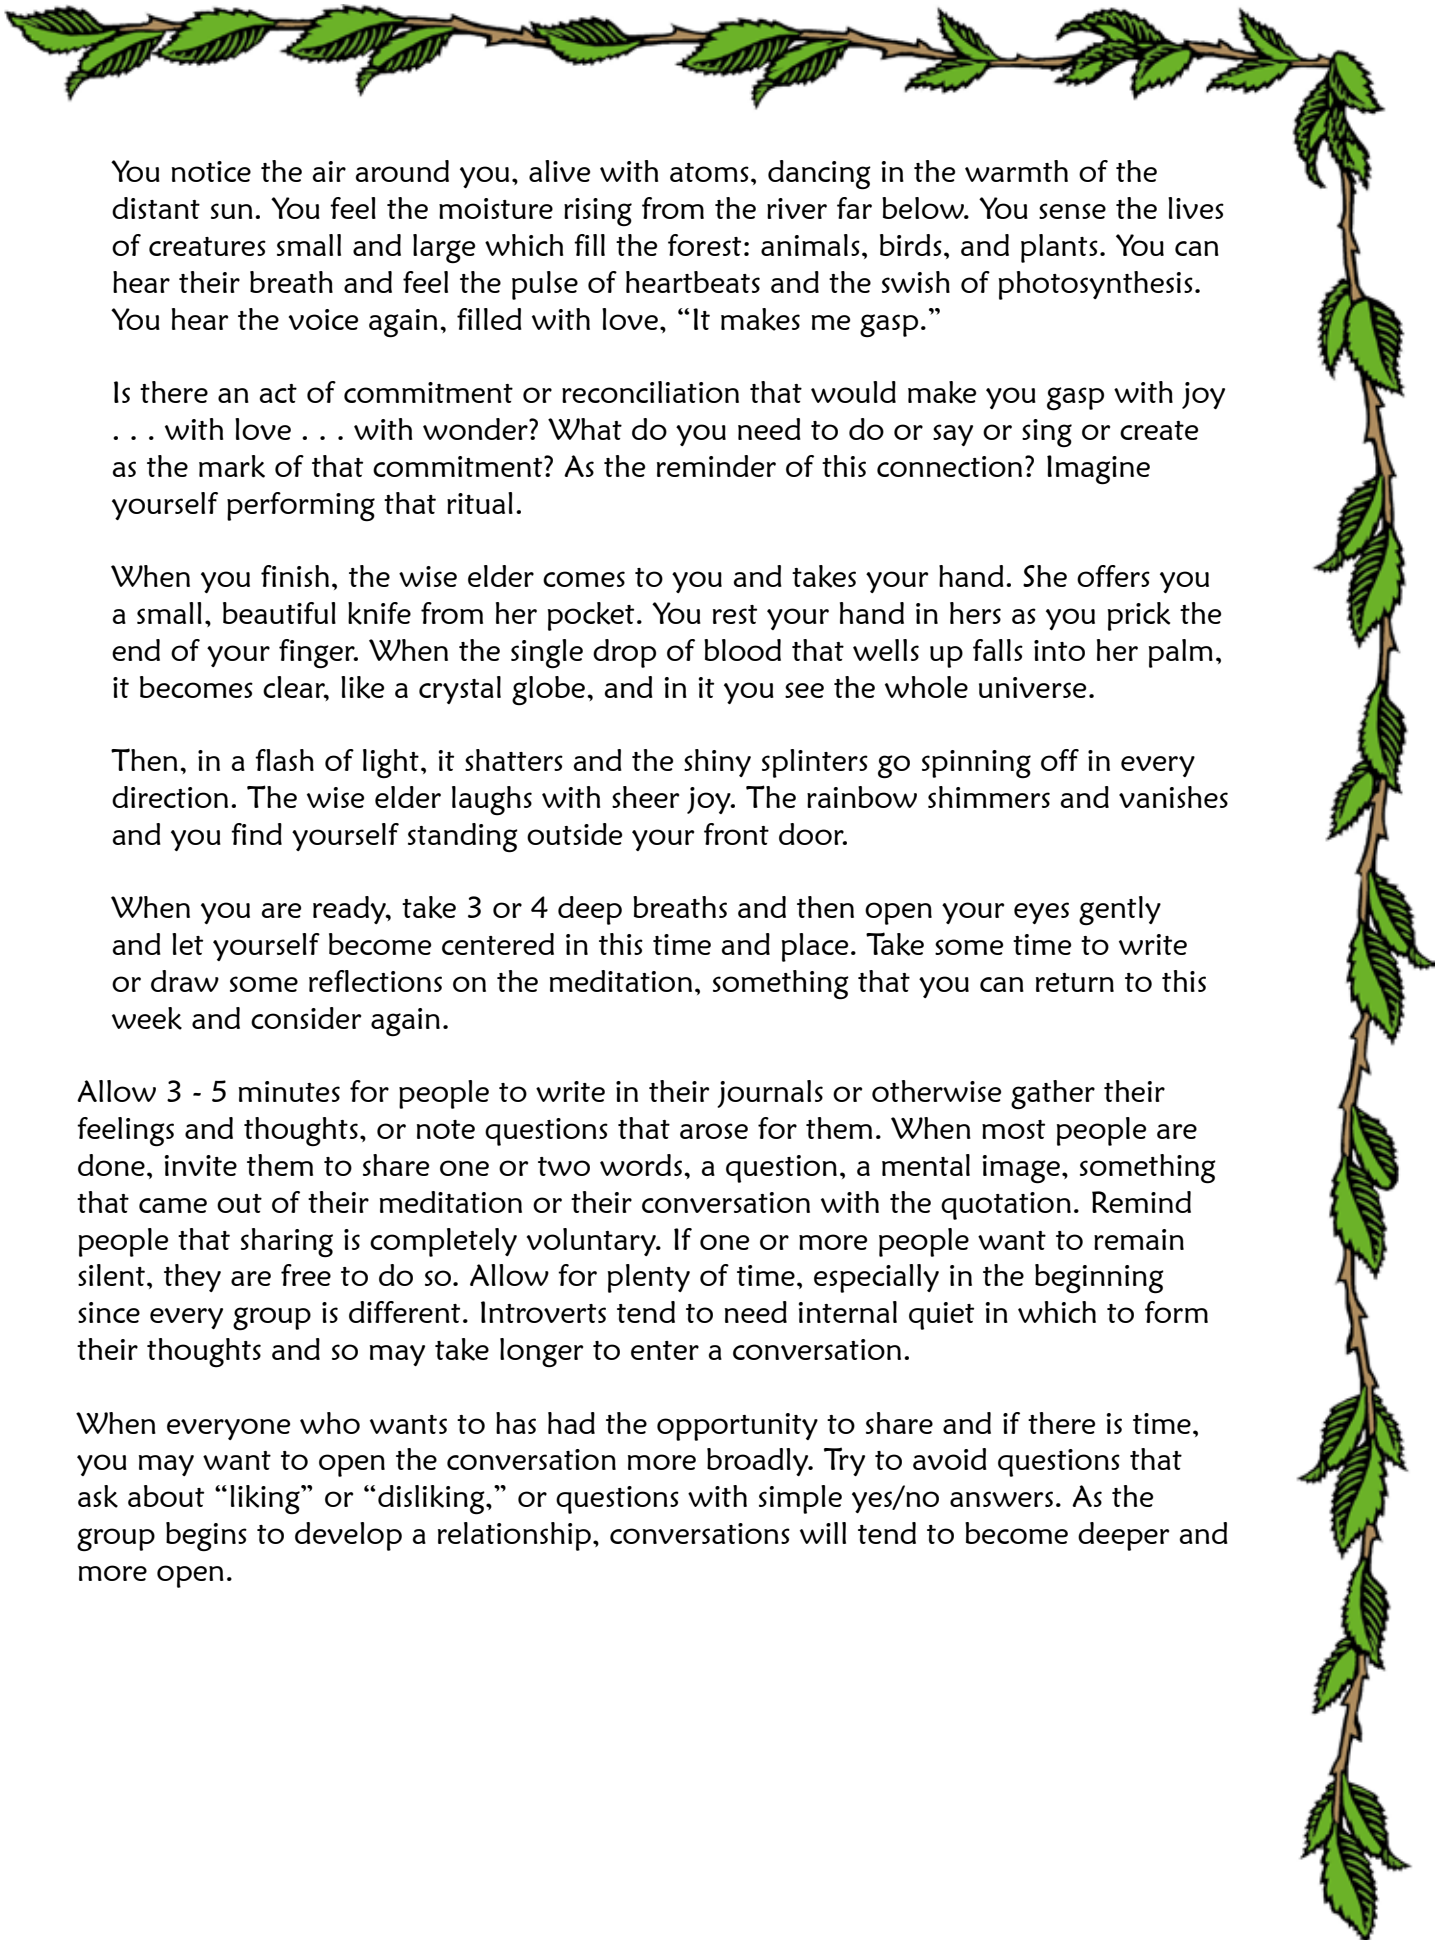 You notice the air around you, alive with atoms, dancing in the warmth of the
distant sun. You feel the moisture rising from the river far below. You sense the lives
of creatures small and large which fill the forest: animals, birds, and plants. You can
hear their breath and feel the pulse of heartbeats and the swish of photosynthesis.
You hear the voice again, filled with love, “It makes me gasp.”
Is there an act of commitment or reconciliation that would make you gasp with joy
. . . with love . . . with wonder? What do you need to do or say or sing or create
as the mark of that commitment? As the reminder of this connection? Imagine
yourself performing that ritual.
When you finish, the wise elder comes to you and takes your hand. She offers you
a small, beautiful knife from her pocket. You rest your hand in hers as you prick the
end of your finger. When the single drop of blood that wells up falls into her palm,
it becomes clear, like a crystal globe, and in it you see the whole universe.
Then, in a flash of light, it shatters and the shiny splinters go spinning off in every
direction. The wise elder laughs with sheer joy. The rainbow shimmers and vanishes
and you find yourself standing outside your front door.
When you are ready, take 3 or 4 deep breaths and then open your eyes gently
and let yourself become centered in this time and place. Take some time to write
or draw some reflections on the meditation, something that you can return to this
week and consider again.
Allow 3 - 5 minutes for people to write in their journals or otherwise gather their
feelings and thoughts, or note questions that arose for them. When most people are
done, invite them to share one or two words, a question, a mental image, something
that came out of their meditation or their conversation with the quotation. Remind
people that sharing is completely voluntary. If one or more people want to remain
silent, they are free to do so. Allow for plenty of time, especially in the beginning
since every group is different. Introverts tend to need internal quiet in which to form
their thoughts and so may take longer to enter a conversation.
When everyone who wants to has had the opportunity to share and if there is time,
you may want to open the conversation more broadly. Try to avoid questions that
ask about “liking” or “disliking,” or questions with simple yes/no answers. As the
group begins to develop a relationship, conversations will tend to become deeper and
more open.